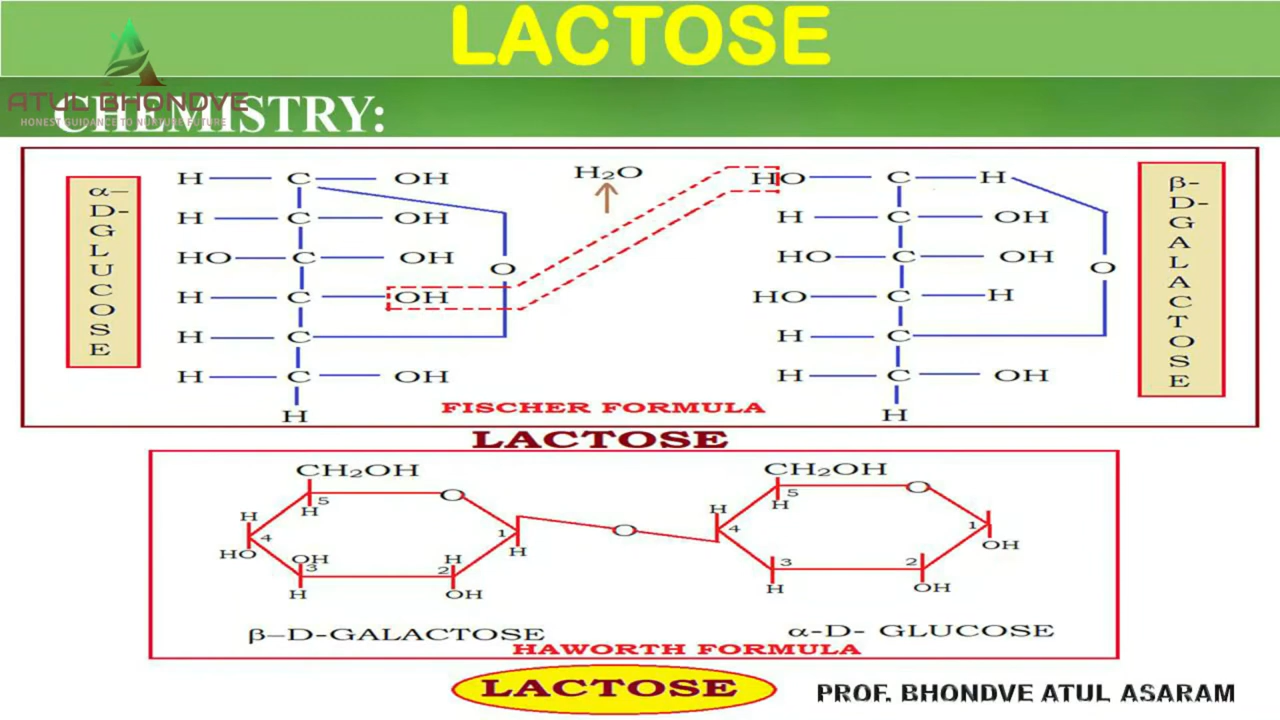 LACTOSE
ATUL BHONDVE
HONEST GUIDANCE TO NURTURE FUTURE
CHEMISTRY:
α-D-GLUCOSE
H C OH
H C OH
HO C OH
H C OH
H C
H C OH
H
O
H₂O
HO C H
H C OH
HO C OH
HO C H
H C
H C OH
H
O
β-D-GALACTOSE
FISCHER FORMULA
LACTOSE
CH₂OH
O
5
H
H
4
HO
OH
3
H
H
2
OH
1
H
O
CH₂OH
O
5
H
H
4
3
H
2
OH
1
OH
β-D-GALACTOSE
α-D- GLUCOSE
HAWORTH FORMULA
LACTOSE
PROF. BHONDVE ATUL ASARAM